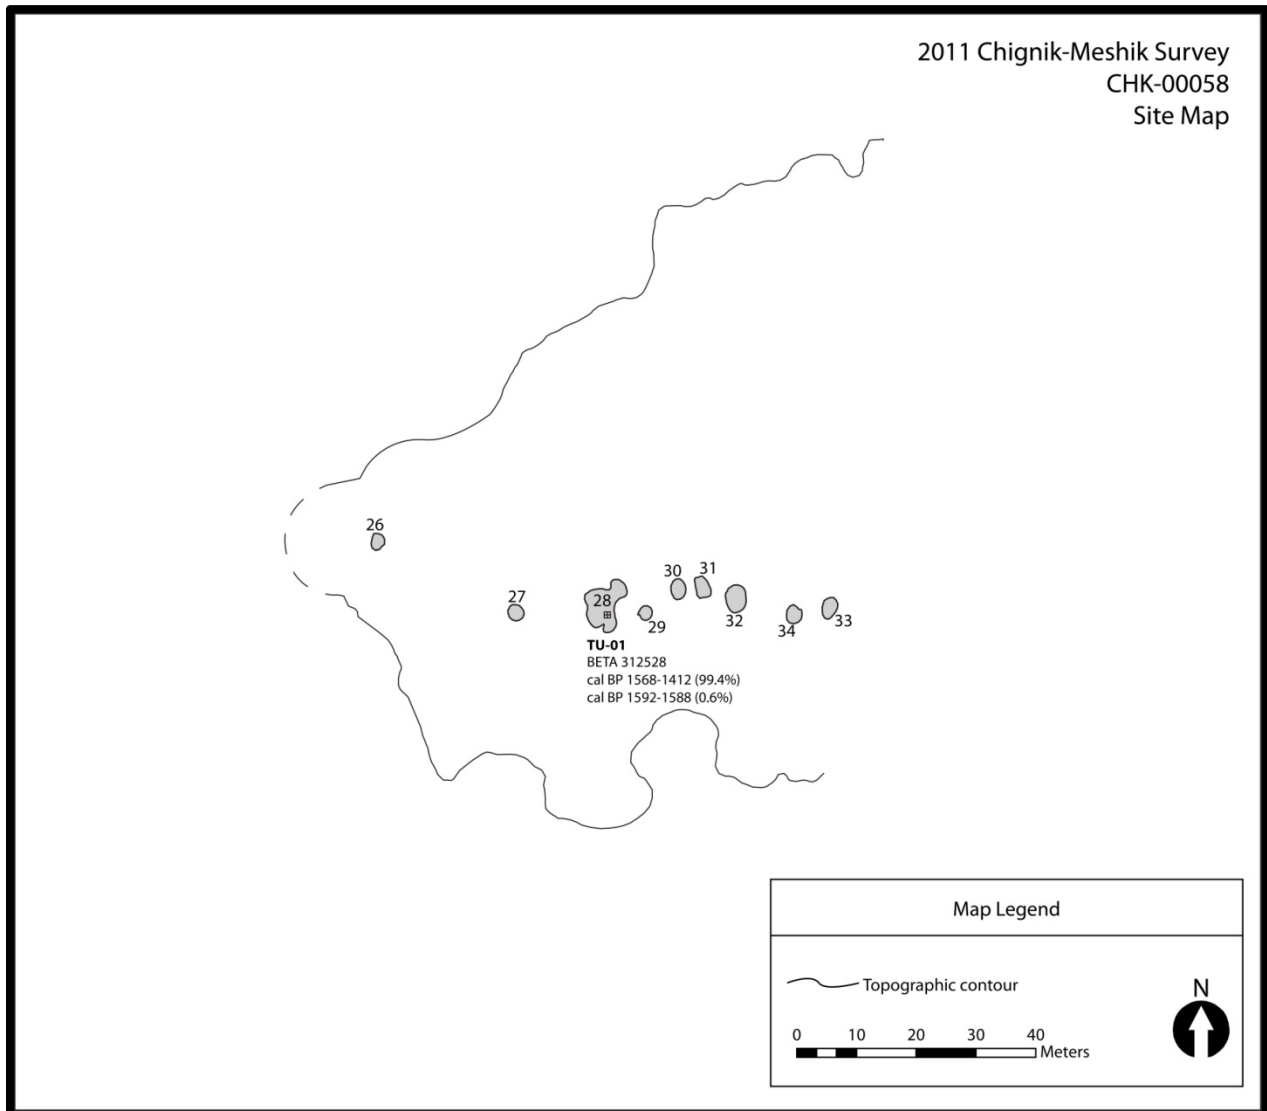 2011 Chignik-Meshik Survey
CHK-00058
Site Map
26
27
28
29
30
31
32
34
33
TU-01
BETA 312528
cal BP 1568-1412 (99.4%)
cal BP 1592-1588 (0.6%)
Map Legend
Topographic contour
N
0 10 20 30 40
Meters